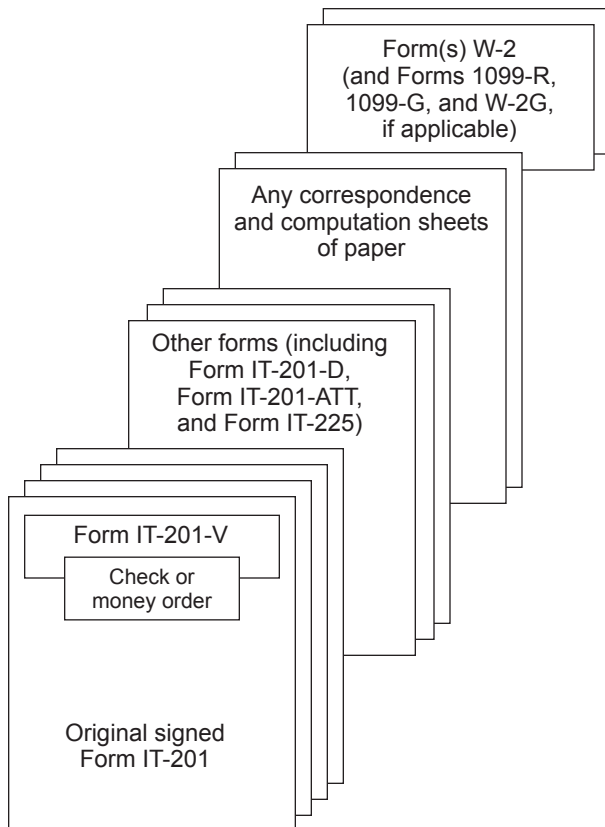 Form(s) W-2
(and Forms 1099-R,
1099-G, and W-2G,
if applicable)
Any correspondence
and computation sheets
of paper
Other forms (including
Form IT-201-D,
Form IT-201-ATT,
and Form IT-225)
Form IT-201-V
Check or
money order
Original signed
Form IT-201